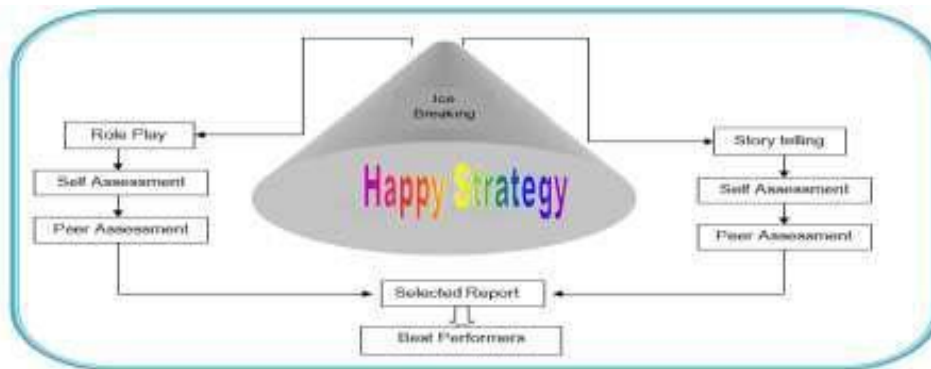 Ice
Breaking
Role Play
Story telling
Self Assessment
Self Assessment
Happy Strategy
Peer Assessment
Peer Assessment
Selected Report
Best Performers